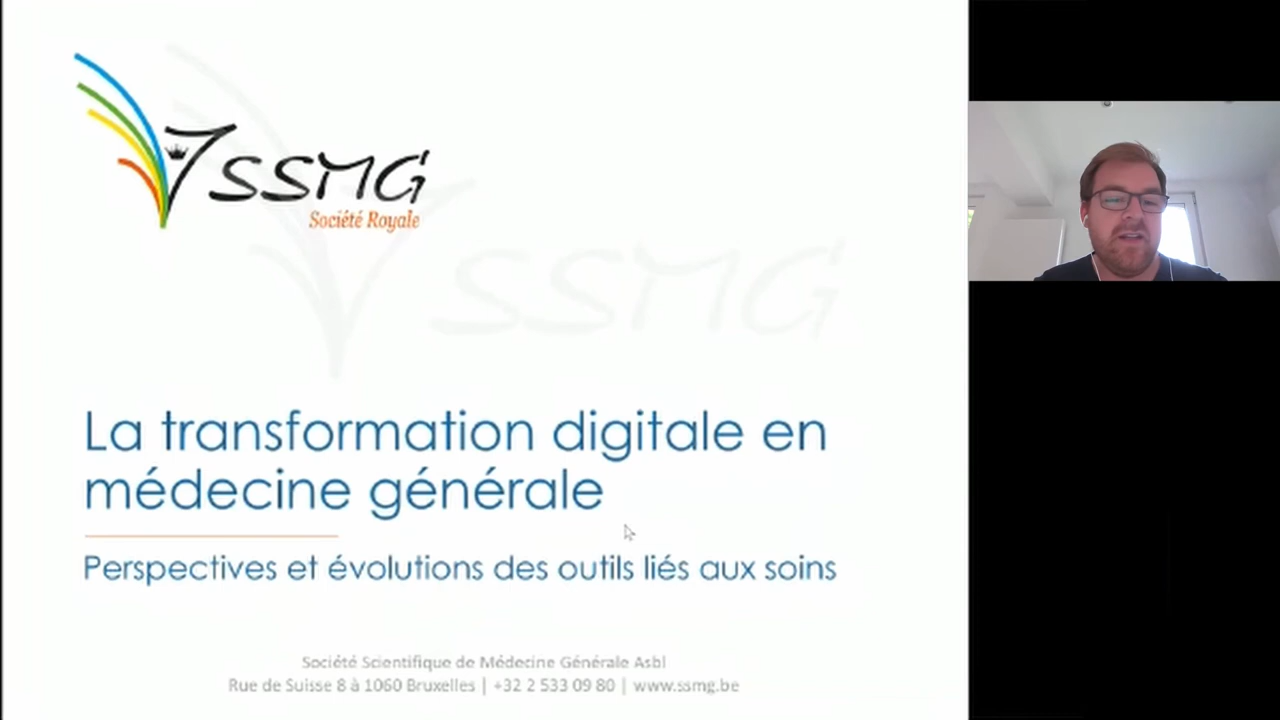 SSMG
Société Royale
SSMG
La transformation digitale en
médecine générale
Perspectives et évolutions des outils liés aux soins
Société Scientifique de Médecine Générale Asbl
Rue de Suisse 8 à 1060 Bruxelles | +32 2 533 09 80 | www.ssmg.be